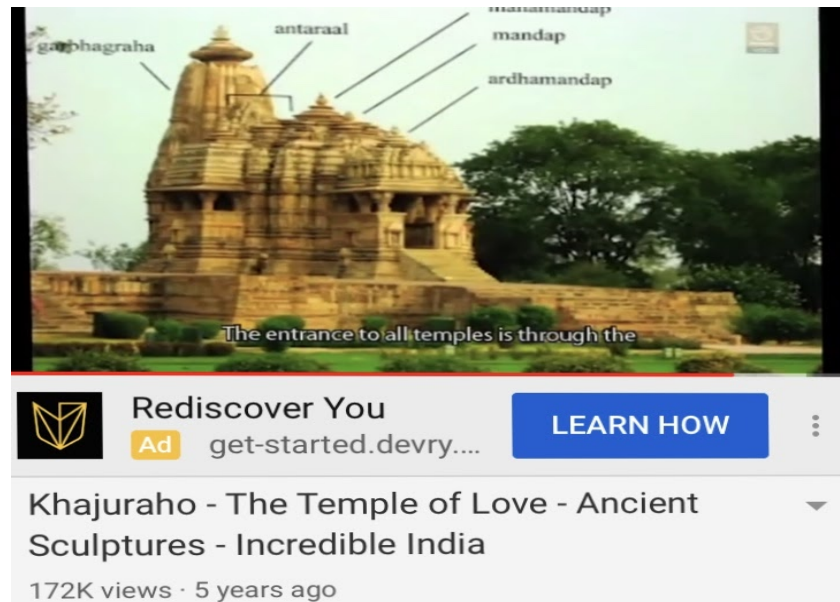 mahamandap
antaraal
garbhagraha
mandap
ardhamandap
The entrance to all temples is through the
Rediscover You
LEARN HOW
Ad get-started.devry....
Khajuraho - The Temple of Love - Ancient
Sculptures - Incredible India
172K views · 5 years ago